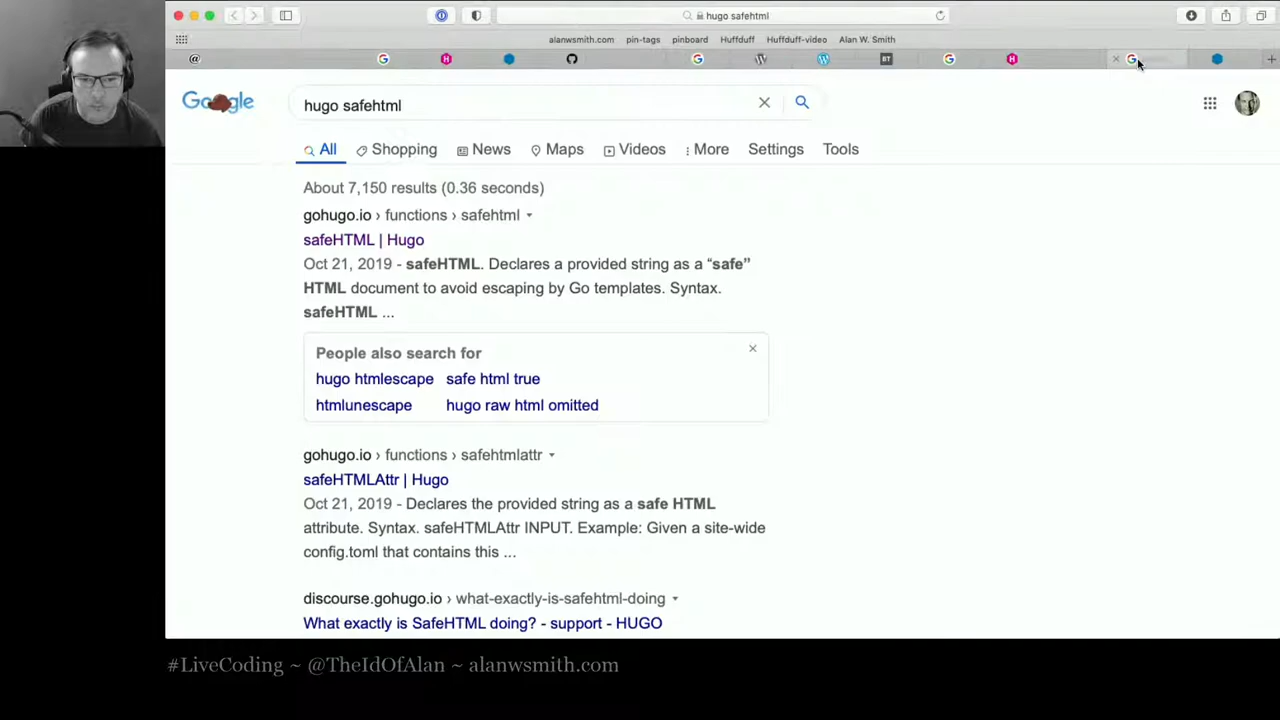 hugo safehtml
alanwsmith.com pin-tags pinboard Huffduff Huffduff-video Alan W. Smith
Google
hugo safehtml
All Shopping News Maps Videos More Settings Tools
About 7,150 results (0.36 seconds)
gohugo.io › functions › safehtml
safeHTML | Hugo
Oct 21, 2019 - safeHTML. Declares a provided string as a “safe”
HTML document to avoid escaping by Go templates. Syntax.
safeHTML ...
People also search for
hugo htmlescape safe html true
htmlunescape hugo raw html omitted
gohugo.io › functions › safehtmlattr
safeHTMLAttr | Hugo
Oct 21, 2019 - Declares the provided string as a safe HTML
attribute. Syntax. safeHTMLAttr INPUT. Example: Given a site-wide
config.toml that contains this ...
discourse.gohugo.io › what-exactly-is-safehtml-doing
What exactly is SafeHTML doing? - support - HUGO
#LiveCoding ~ @TheIdOfAlan ~ alanwsmith.com